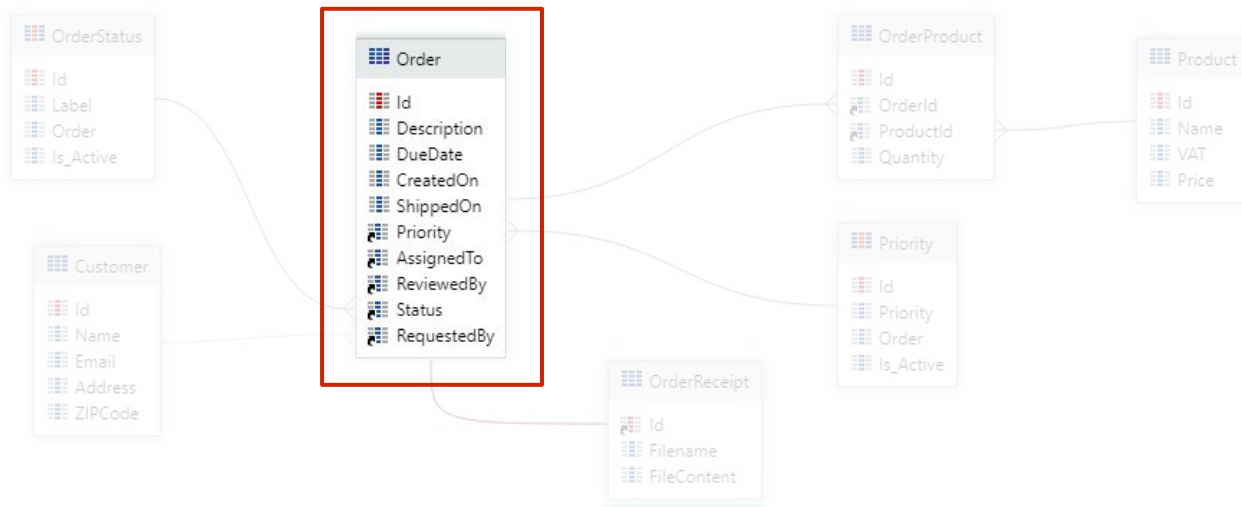 OrderStatus
Id
Label
Order
Is_Active
Order
Id
Description
DueDate
CreatedOn
ShippedOn
Priority
AssignedTo
ReviewedBy
Status
RequestedBy
OrderProduct
Id
OrderId
ProductId
Quantity
Product
Id
Name
VAT
Price
Customer
Id
Name
Email
Address
ZIPCode
Priority
Id
Priority
Order
Is_Active
OrderReceipt
Id
Filename
FileContent